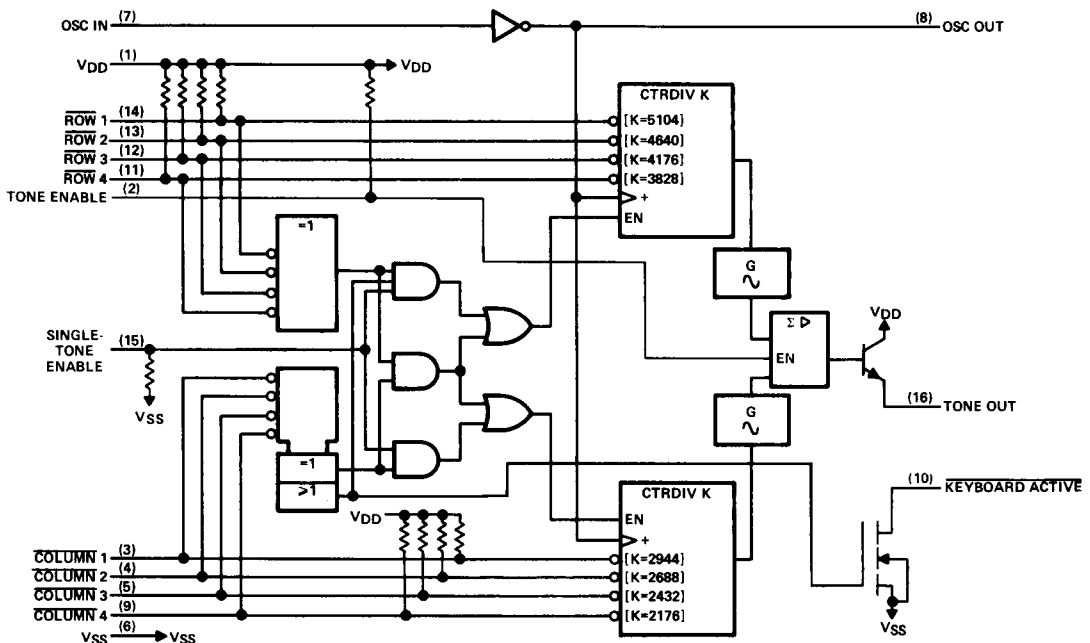 OSC IN (7)
(8) OSC OUT
VDD (1)
VDD
CTRDIV K
ROW 1 (14)
[K=5104]
ROW 2 (13)
[K=4640]
ROW 3 (12)
[K=4176]
ROW 4 (11)
[K=3828]
TONE ENABLE (2)
+
EN
=1
G
SINGLE-
TONE
ENABLE
(15)
VSS
Σ
EN
VDD
(16) TONE OUT
G
=1
>1
VDD
CTRDIV K
EN
+
(10) KEYBOARD ACTIVE
COLUMN 1 (3)
[K=2944]
COLUMN 2 (4)
[K=2688]
COLUMN 3 (5)
[K=2432]
COLUMN 4 (9)
[K=2176]
VSS (6) VSS
VSS